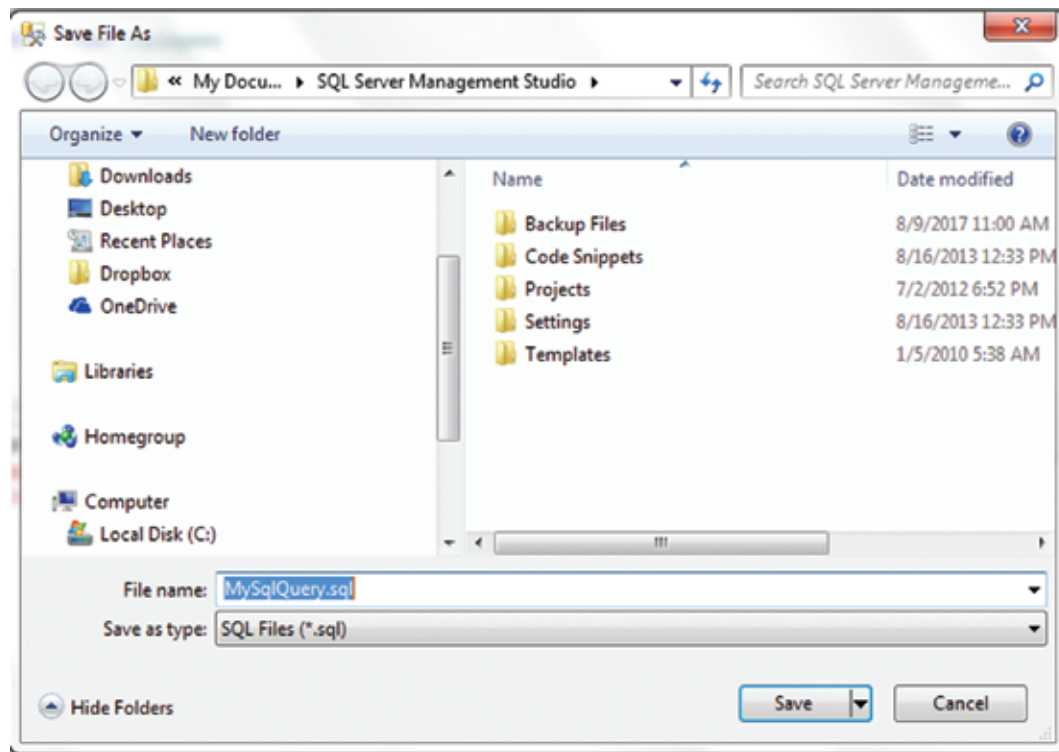 Save File As
« My Docu... SQL Server Management Studio
Search SQL Server Manageme...
Organize New folder
Name Date modified
Downloads
Desktop
Recent Places
Dropbox
OneDrive
Libraries
Homegroup
Computer
Local Disk (C:)
Backup Files 8/9/2017 11:00 AM
Code Snippets 8/16/2013 12:33 PM
Projects 7/2/2012 6:52 PM
Settings 8/16/2013 12:33 PM
Templates 1/5/2010 5:38 AM
File name: MySqlQuery.sql
Save as type: SQL Files (*.sql)
Hide Folders
Save Cancel